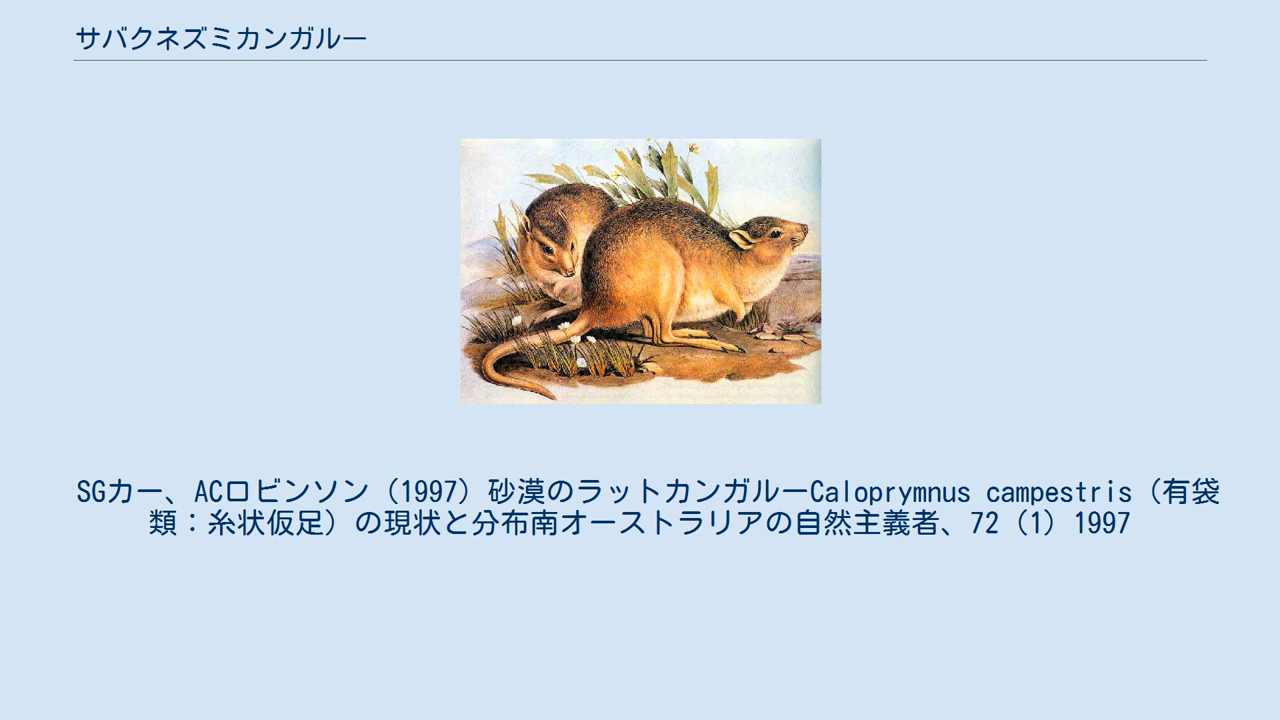 サバクネズミカンガルー
SGカー、ACロビンソン（1997）砂漠のラットカンガルーCaloprymnus campestris（有袋
類：糸状仮足）の現状と分布南オーストラリアの自然主義者、72（1）1997